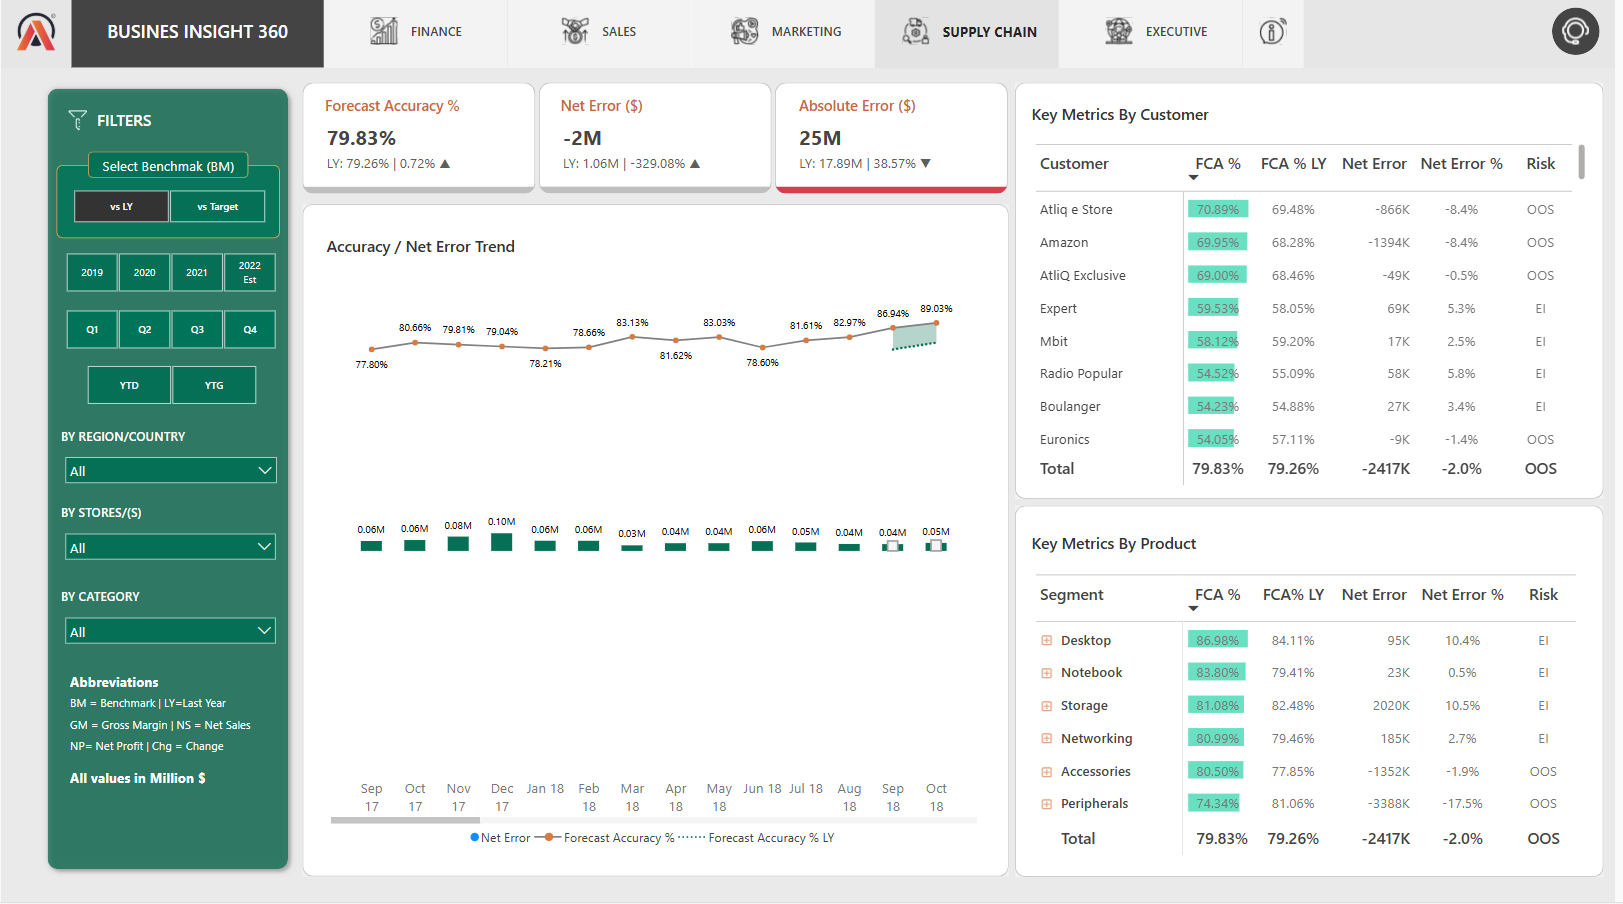 BUSINES INSIGHT 360
FINANCE
SALES
MARKETING
SUPPLY CHAIN
EXECUTIVE
FILTERS
Select Benchmak (BM)
vs LY
vs Target
2019
2020
2021
2022
Est
Q1
Q2
Q3
Q4
YTD
YTG
BY REGION/COUNTRY
All
BY STORES/(S)
All
BY CATEGORY
All
Abbreviations
BM = Benchmark | LY=Last Year
GM = Gross Margin | NS = Net Sales
NP= Net Profit | Chg = Change
All values in Million $
Forecast Accuracy %
79.83%
LY: 79.26% | 0.72% ▲
Net Error ($)
-2M
LY: 1.06M | -329.08% ▲
Absolute Error ($)
25M
LY: 17.89M | 38.57% ▼
Accuracy / Net Error Trend
77.80% 80.66% 79.81% 79.04% 78.21% 78.66% 83.13% 81.62% 83.03% 78.60% 81.61% 82.97% 86.94% 89.03%
0.06M 0.06M 0.08M 0.10M 0.06M 0.06M 0.03M 0.04M 0.04M 0.06M 0.05M 0.04M 0.04M 0.05M
Sep Oct Nov Dec Jan 18 Feb Mar Apr May Jun 18 Jul 18 Aug Sep Oct
17 17 17 17 18 18 18 18 18 18 18
Net Error Forecast Accuracy % Forecast Accuracy % LY
Key Metrics By Customer
Customer FCA % FCA % LY Net Error Net Error % Risk
Atliq e Store 70.89% 69.48% -866K -8.4% OOS
Amazon 69.95% 68.28% -1394K -8.4% OOS
AtliQ Exclusive 69.00% 68.46% -49K -0.5% OOS
Expert 59.53% 58.05% 69K 5.3% EI
Mbit 58.12% 59.20% 17K 2.5% EI
Radio Popular 54.52% 55.09% 58K 5.8% EI
Boulanger 54.23% 54.88% 27K 3.4% EI
Euronics 54.05% 57.11% -9K -1.4% OOS
Total 79.83% 79.26% -2417K -2.0% OOS
Key Metrics By Product
Segment FCA % FCA% LY Net Error Net Error % Risk
Desktop 86.98% 84.11% 95K 10.4% EI
Notebook 83.80% 79.41% 23K 0.5% EI
Storage 81.08% 82.48% 2020K 10.5% EI
Networking 80.99% 79.46% 185K 2.7% EI
Accessories 80.50% 77.85% -1352K -1.9% OOS
Peripherals 74.34% 81.06% -3388K -17.5% OOS
Total 79.83% 79.26% -2417K -2.0% OOS